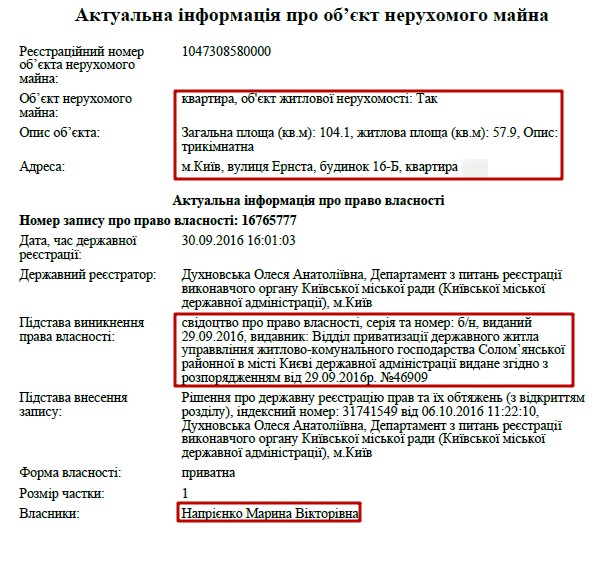 Актуальна інформація про об’єкт нерухомого майна
Реєстраційний номер об’єкта нерухомого майна: 1047308580000
Об’єкт нерухомого майна: квартира, об'єкт житлової нерухомості: Так
Опис об’єкта: Загальна площа (кв.м): 104.1, житлова площа (кв.м): 57.9, Опис: трикімнатна
Адреса: м.Київ, вулиця Ернста, будинок 16-Б, квартира
Актуальна інформація про право власності
Номер запису про право власності: 16765777
Дата, час державної реєстрації: 30.09.2016 16:01:03
Державний реєстратор: Духновська Олеся Анатоліївна, Департамент з питань реєстрації
виконавчого органу Київської міської ради (Київської міської
державної адміністрації), м.Київ
Підстава виникнення права власності: свідоцтво про право власності, серія та номер: б/н, виданий
29.09.2016, видавник: Відділ приватизації державного житла
управвління житлово-комунального господарства Солом’янської
районної в місті Києві державної адміністрації видане згідно з
розпорядженням від 29.09.2016р. №46909
Підстава внесення запису: Рішення про державну реєстрацію прав та їх обтяжень (з відкриттям
розділу), індексний номер: 31741549 від 06.10.2016 11:22:10,
Духновська Олеся Анатоліївна, Департамент з питань реєстрації
виконавчого органу Київської міської ради (Київської міської
державної адміністрації), м.Київ
Форма власності: приватна
Розмір частки: 1
Власники: Напрієнко Марина Вікторівна